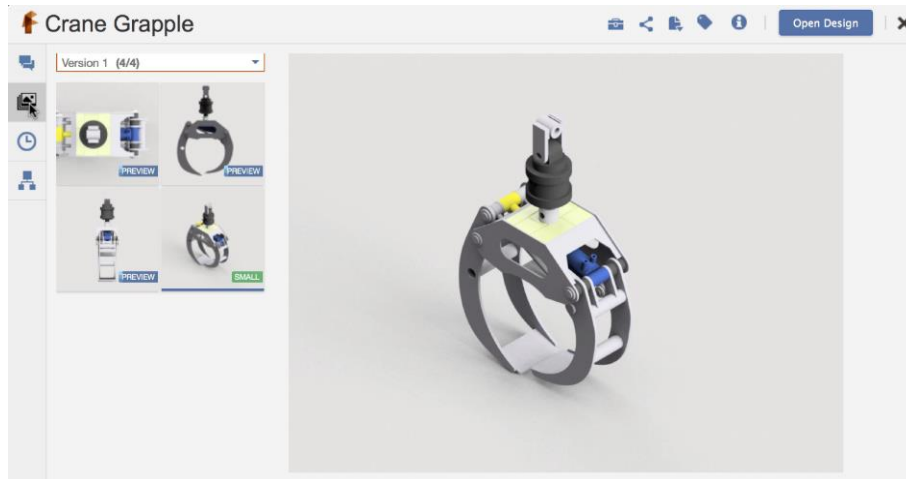 Crane Grapple
Open Design
Version 1 (4/4)
PREVIEW
PREVIEW
PREVIEW
SMALL